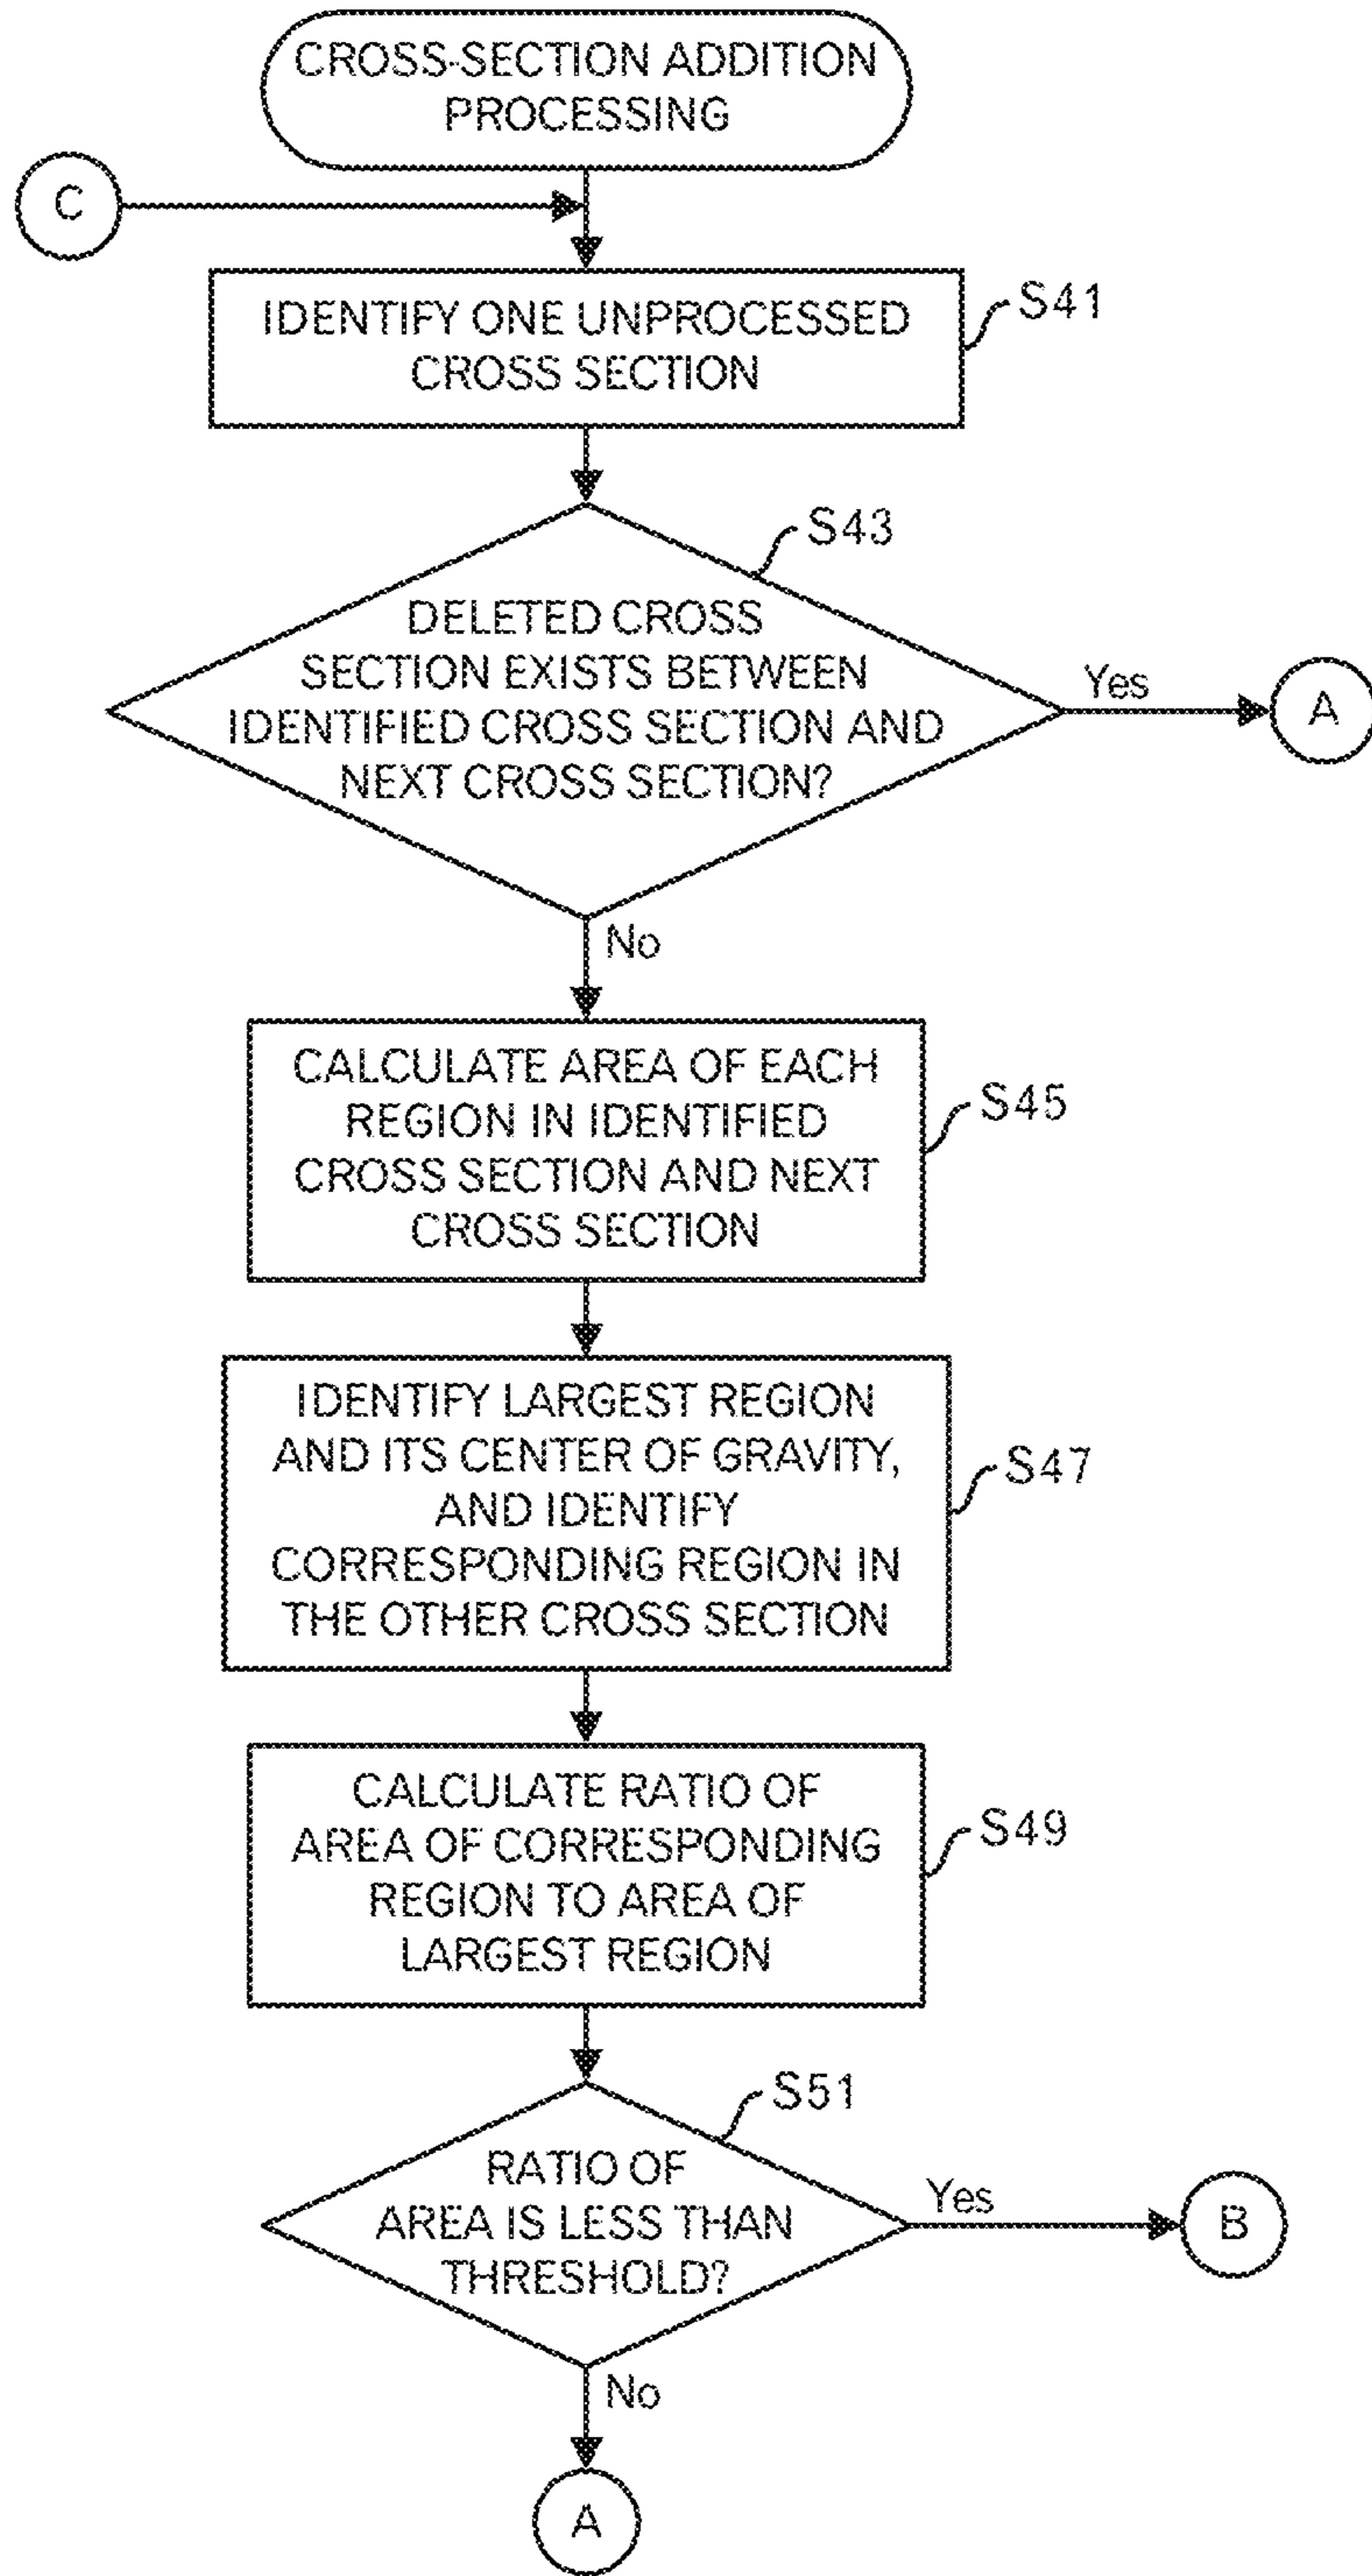 CROSS-SECTION ADDITION
PROCESSING
C
IDENTIFY ONE UNPROCESSED
CROSS SECTION
S41
S43
DELETED CROSS
SECTION EXISTS BETWEEN
IDENTIFIED CROSS SECTION AND
NEXT CROSS SECTION?
Yes
A
No
CALCULATE AREA OF EACH
REGION IN IDENTIFIED
CROSS SECTION AND NEXT
CROSS SECTION
S45
IDENTIFY LARGEST REGION
AND ITS CENTER OF GRAVITY,
AND IDENTIFY
CORRESPONDING REGION IN
THE OTHER CROSS SECTION
S47
CALCULATE RATIO OF
AREA OF CORRESPONDING
REGION TO AREA OF
LARGEST REGION
S49
S51
RATIO OF
AREA IS LESS THAN
THRESHOLD?
Yes
B
No
A